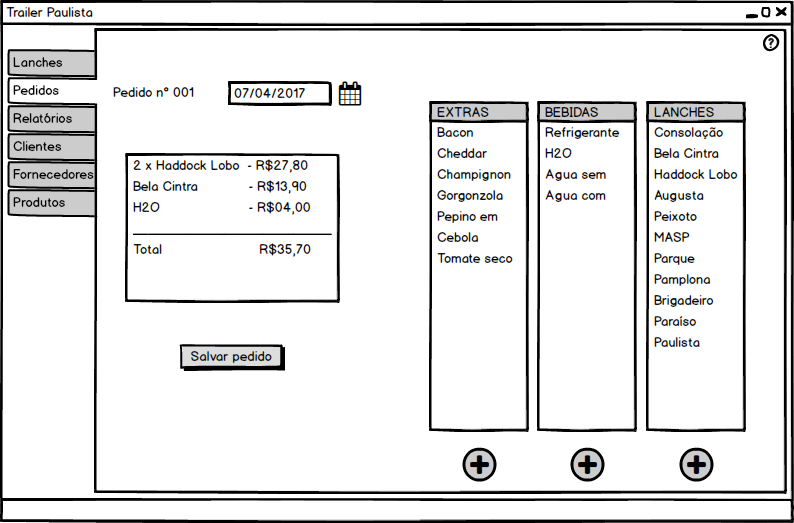 Trailer Paulista
Lanches
Pedidos
Relatórios
Clientes
Fornecedores
Produtos
?
Pedido nº 001
07/04/2017
2 x Haddock Lobo - R$27,80
Bela Cintra - R$13,90
H2O - R$04,00
Total R$35,70
Salvar pedido
EXTRAS
Bacon
Cheddar
Champignon
Gorgonzola
Pepino em
Cebola
Tomate seco
BEBIDAS
Refrigerante
H2O
Agua sem
Agua com
LANCHES
Consolação
Bela Cintra
Haddock Lobo
Augusta
Peixoto
MASP
Parque
Pamplona
Brigadeiro
Paraíso
Paulista